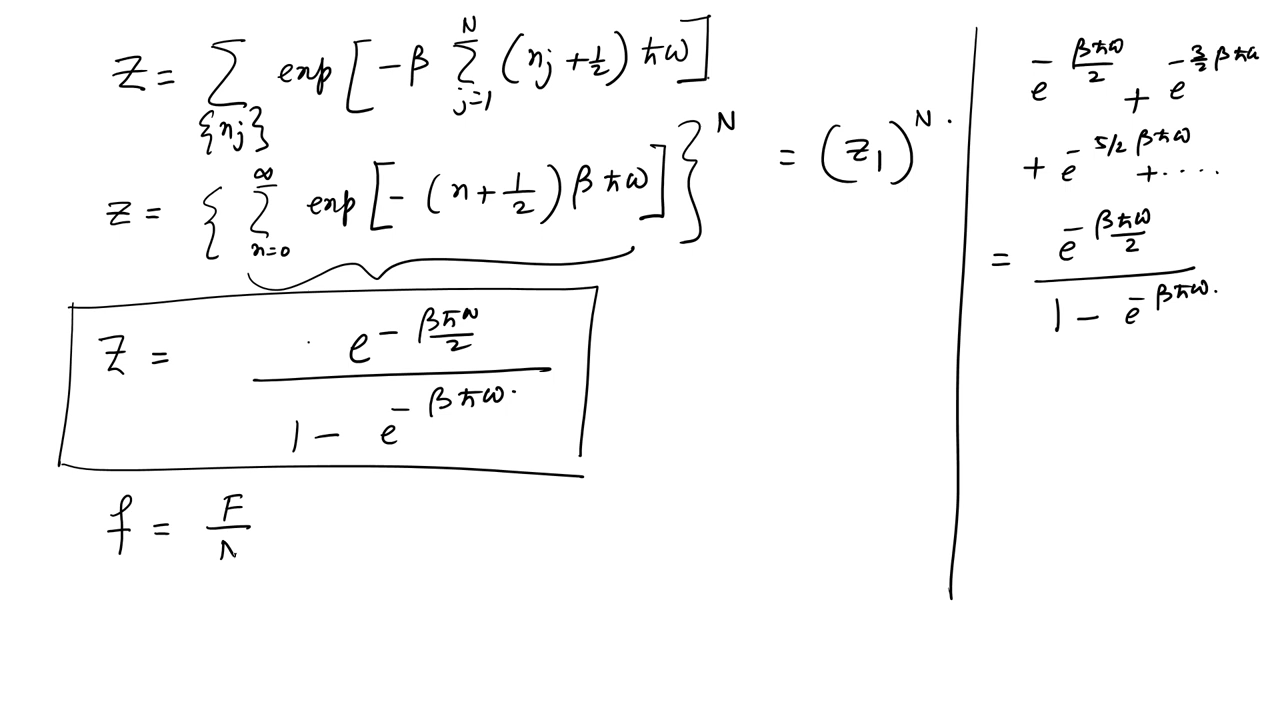 Z = ∑_{\{n_j\}} exp[-β ∑_{j=1}^{N} (n_j + 1/2) ħω]
Z = { ∑_{n=0}^{∞} exp[-(n + 1/2) βħω] }^N = (Z_1)^N .
Z = e^{-βħω/2} / (1 - e^{-βħω.})
f = F/N
e^{-βħω/2} + e^{-3/2 βħω}
+ e^{-5/2 βħω} + ....
= e^{-βħω/2} / (1 - e^{-βħω.})